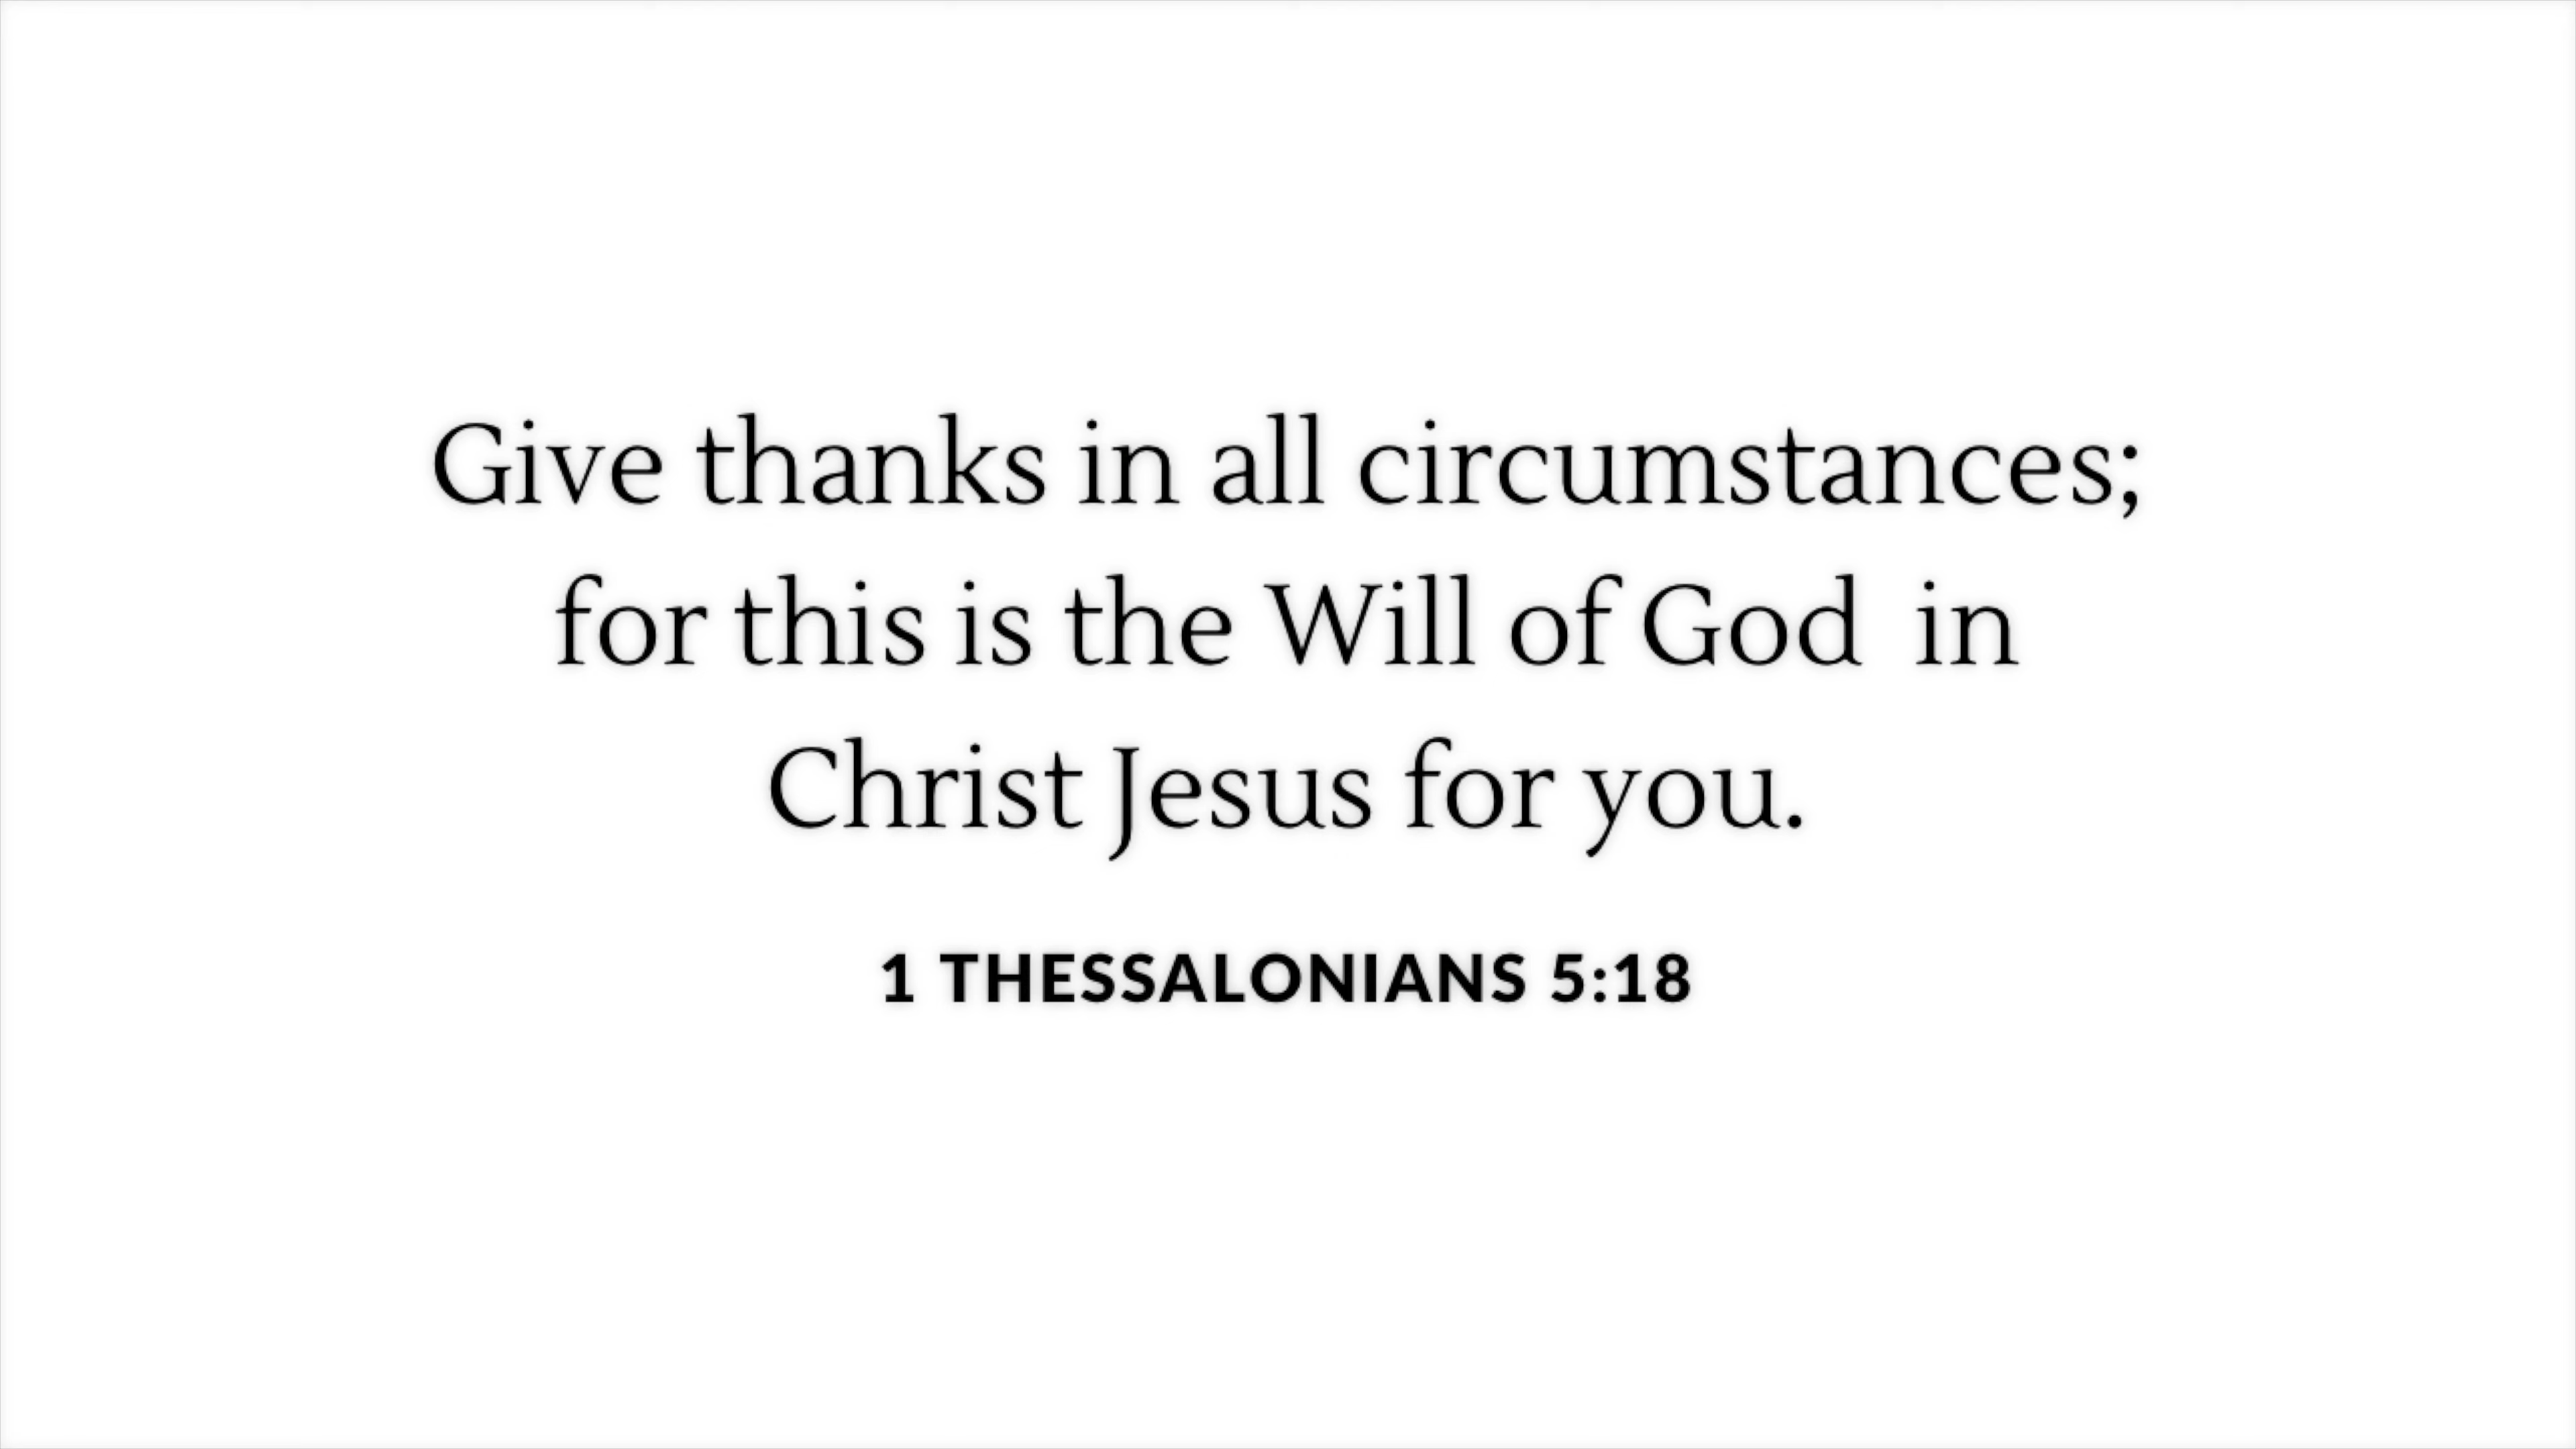 Give thanks in all circumstances;
for this is the Will of God  in
Christ Jesus for you.
1 THESSALONIANS 5:18